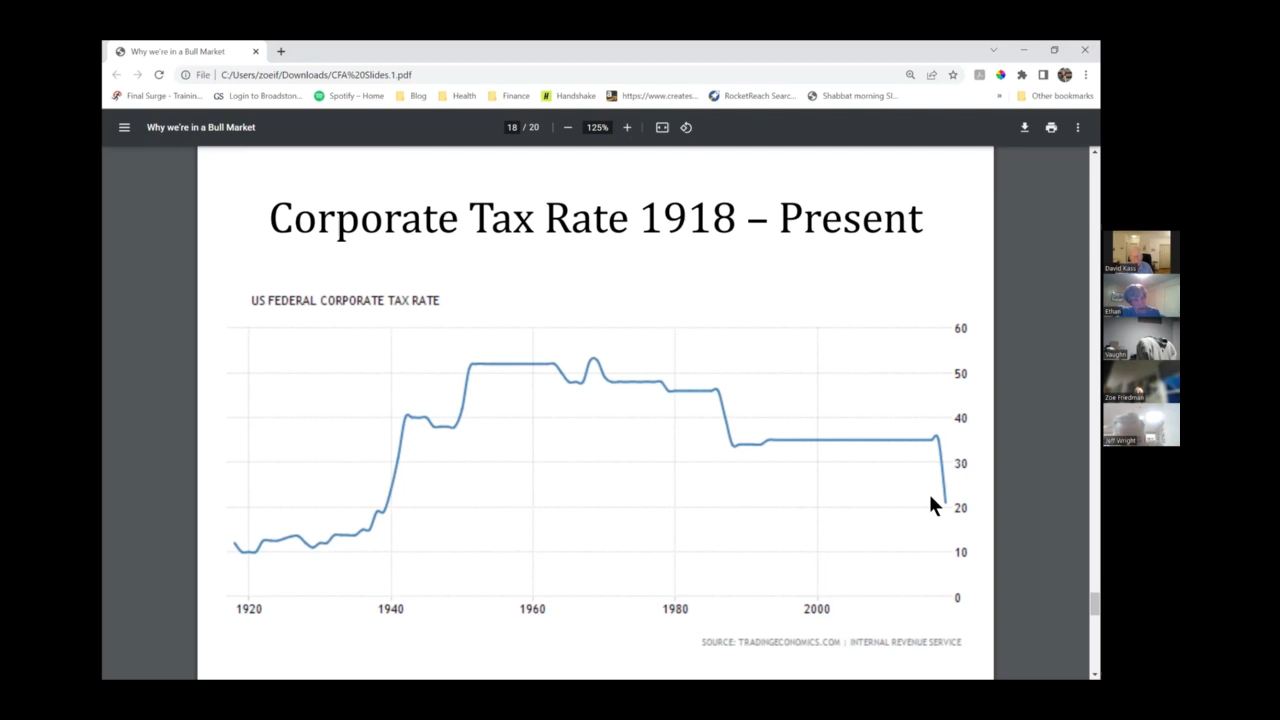 Why we're in a Bull Market
File C:/Users/zoeif/Downloads/CFA%20Slides.1.pdf
Final Surge - Trainin... GS Login to Broadston... Spotify – Home Blog Health Finance Handshake https://www.creates... RocketReach Searc... Shabbat morning Sl... » Other bookmarks
Why we're in a Bull Market 18 / 20 125%
Corporate Tax Rate 1918 – Present
US FEDERAL CORPORATE TAX RATE
60
50
40
30
20
10
0
1920 1940 1960 1980 2000
SOURCE: TRADINGECONOMICS.COM | INTERNAL REVENUE SERVICE
David Kass
Ethan
Vaughn
Zoe Friedman
Jeff Wright